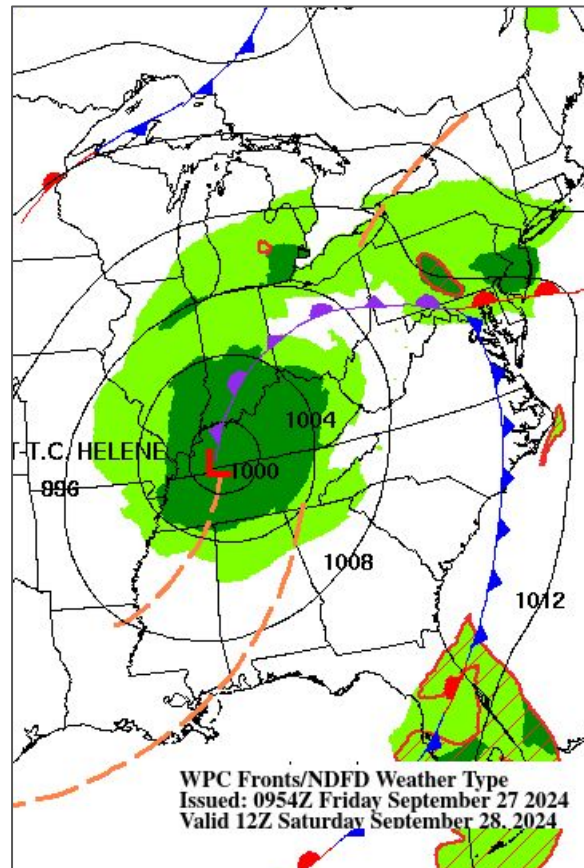 1004
T-T.C. HELENE
L
1000
996
1008
1012
WPC Fronts/NDFD Weather Type
Issued: 0954Z Friday September 27 2024
Valid 12Z Saturday September 28, 2024